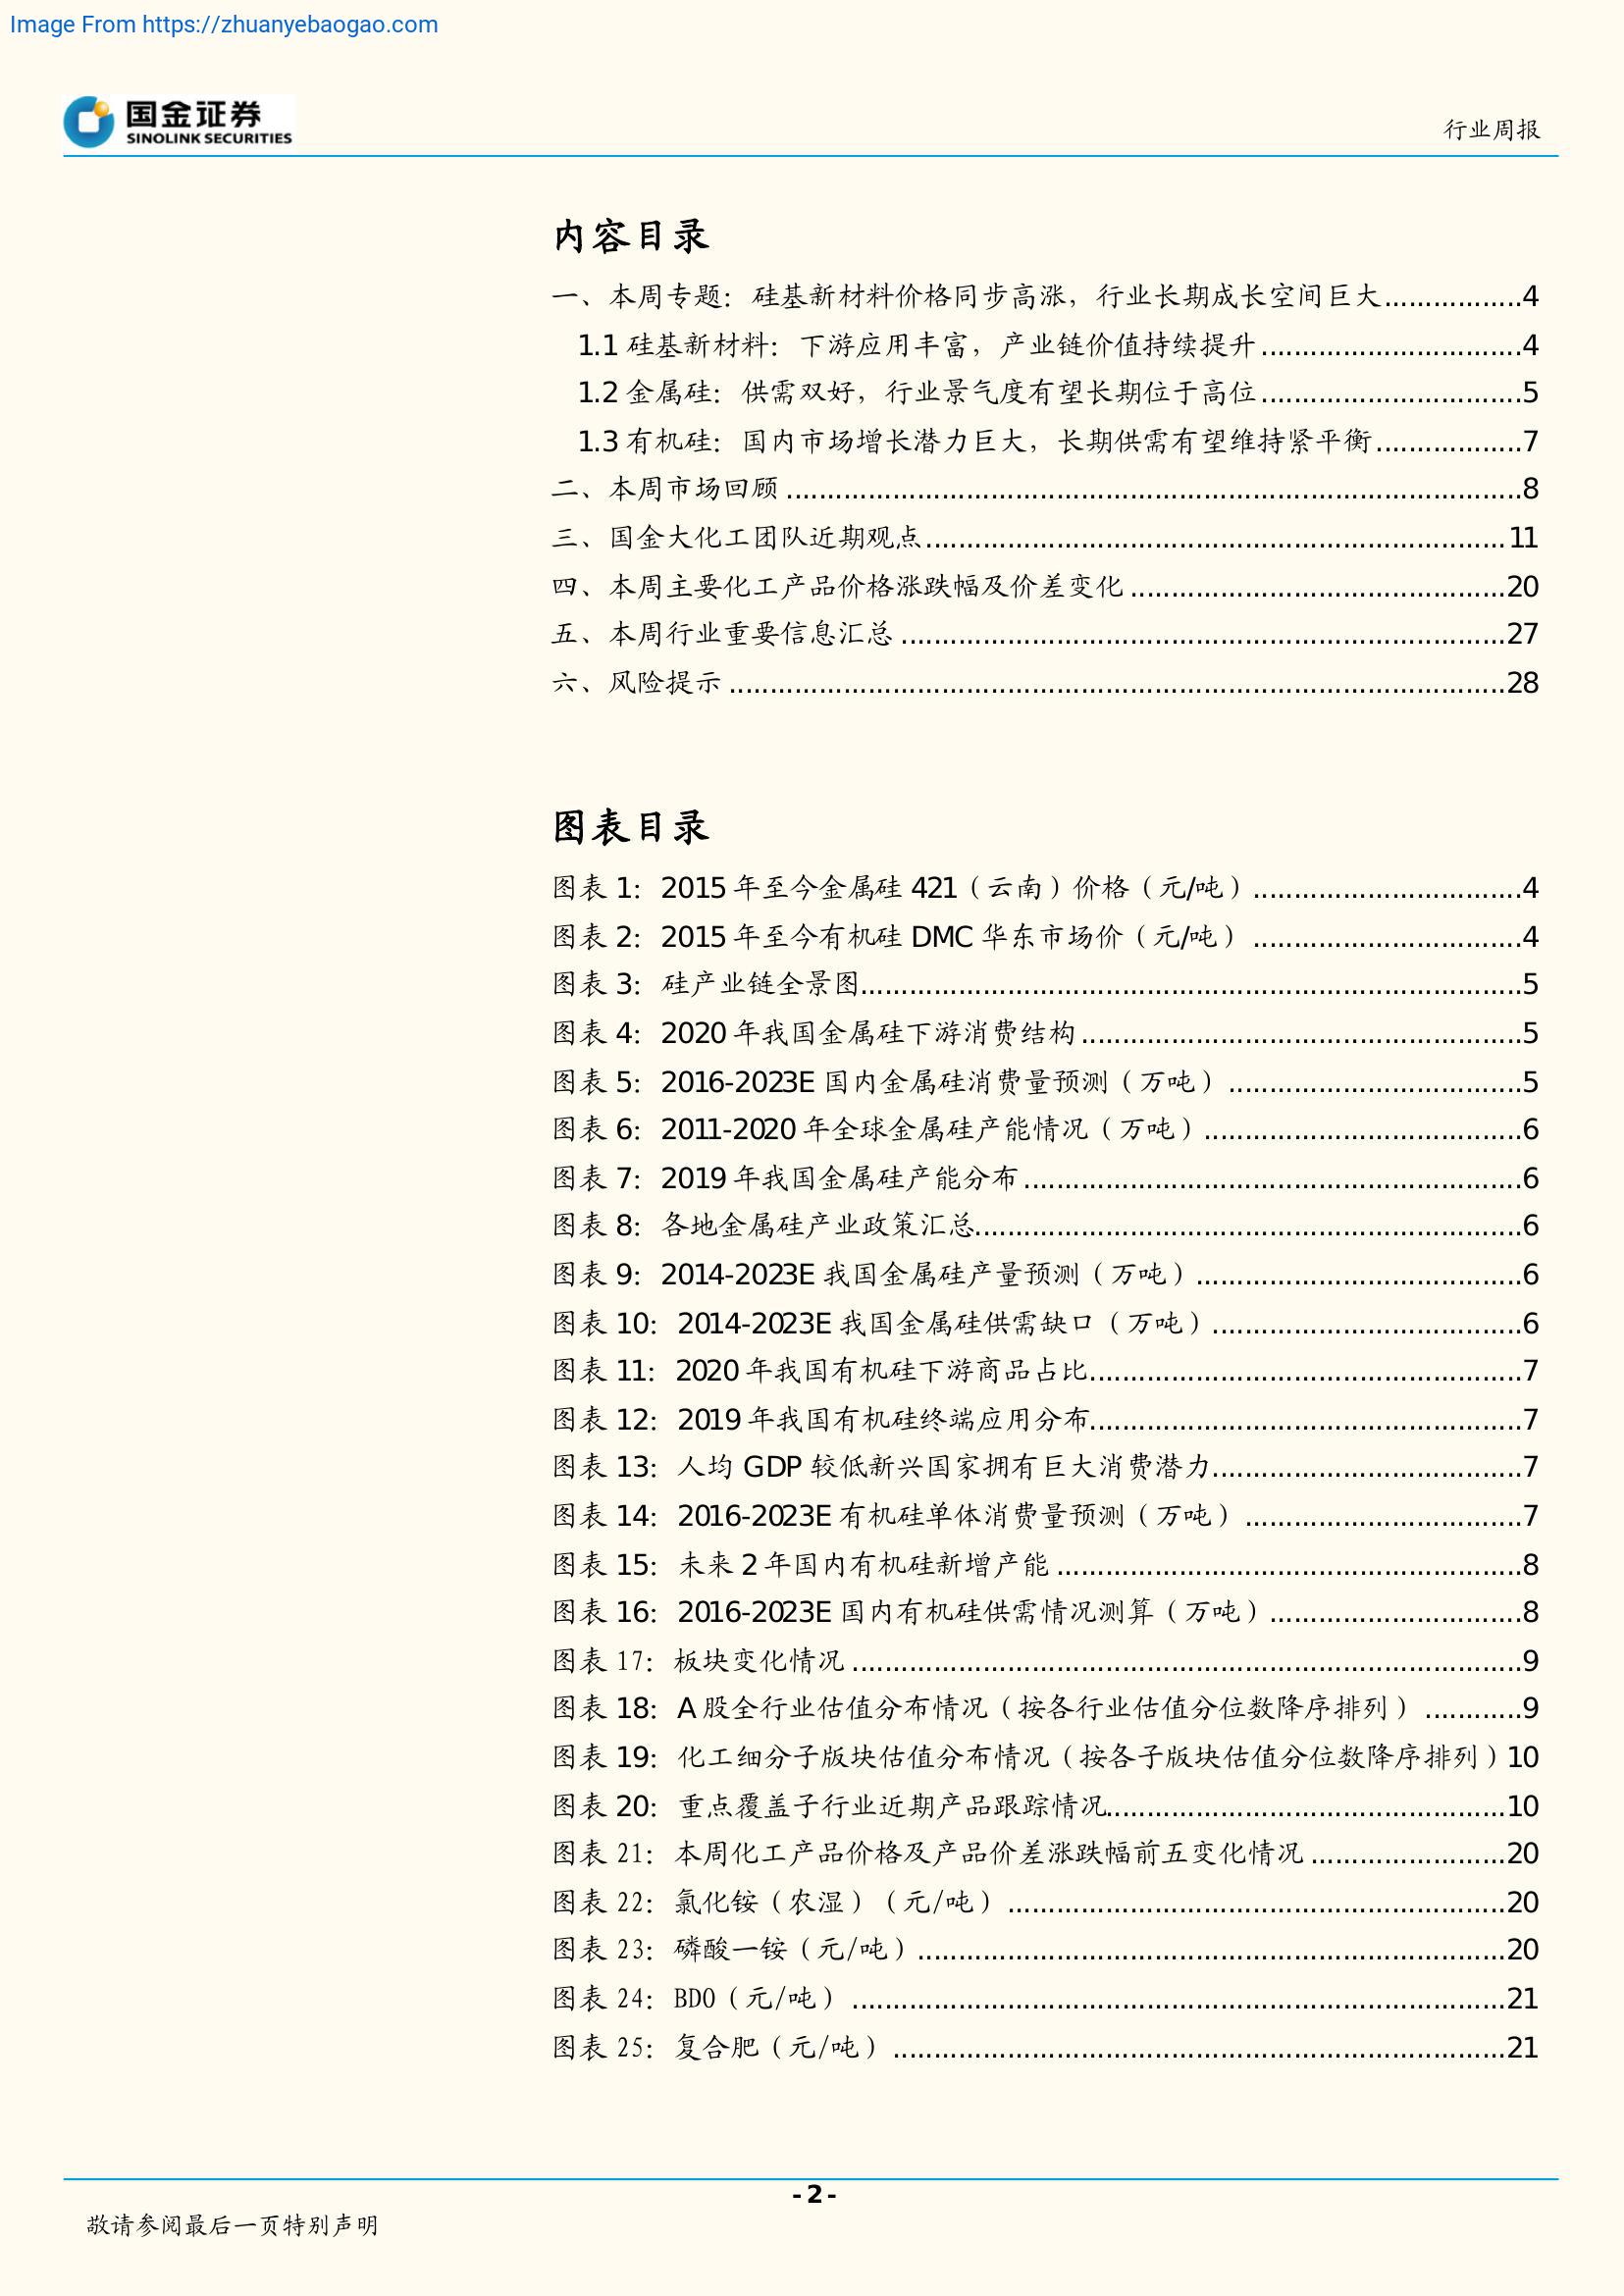 Image From https://zhuanyebaogao.com
国金证券
SINOLINK SECURITIES
行业周报
内容目录
一、本周专题：硅基新材料价格同步高涨，行业长期成长空间巨大.................4
1.1 硅基新材料：下游应用丰富，产业链价值持续提升................................4
1.2 金属硅：供需双好，行业景气度有望长期位于高位................................5
1.3 有机硅：国内市场增长潜力巨大，长期供需有望维持紧平衡..................7
二、本周市场回顾..........................................................................................8
三、国金大化工团队近期观点.......................................................................11
四、本周主要化工产品价格涨跌幅及价差变化..............................................20
五、本周行业重要信息汇总..........................................................................27
六、风险提示...............................................................................................28
图表目录
图表 1：2015 年至今金属硅 421（云南）价格（元/吨）.................................4
图表 2：2015 年至今有机硅 DMC 华东市场价（元/吨）.................................4
图表 3：硅产业链全景图.................................................................................5
图表 4：2020 年我国金属硅下游消费结构......................................................5
图表 5：2016-2023E 国内金属硅消费量预测（万吨）....................................5
图表 6：2011-2020 年全球金属硅产能情况（万吨）.......................................6
图表 7：2019 年我国金属硅产能分布.............................................................6
图表 8：各地金属硅产业政策汇总...................................................................6
图表 9：2014-2023E 我国金属硅产量预测（万吨）........................................6
图表 10：2014-2023E 我国金属硅供需缺口（万吨）......................................6
图表 11：2020 年我国有机硅下游商品占比.....................................................7
图表 12：2019 年我国有机硅终端应用分布.....................................................7
图表 13：人均 GDP 较低新兴国家拥有巨大消费潜力......................................7
图表 14：2016-2023E 有机硅单体消费量预测（万吨）..................................7
图表 15：未来 2 年国内有机硅新增产能.........................................................8
图表 16：2016-2023E 国内有机硅供需情况测算（万吨）...............................8
图表 17：板块变化情况..................................................................................9
图表 18：A 股全行业估值分布情况（按各行业估值分位数降序排列）............9
图表 19：化工细分子版块估值分布情况（按各子版块估值分位数降序排列）10
图表 20：重点覆盖子行业近期产品跟踪情况.................................................10
图表 21：本周化工产品价格及产品价差涨跌幅前五变化情况........................20
图表 22：氯化铵（农湿）（元/吨）.............................................................20
图表 23：磷酸一铵（元/吨）........................................................................20
图表 24：BDO（元/吨）................................................................................21
图表 25：复合肥（元/吨）...........................................................................21
- 2 -
敬请参阅最后一页特别声明